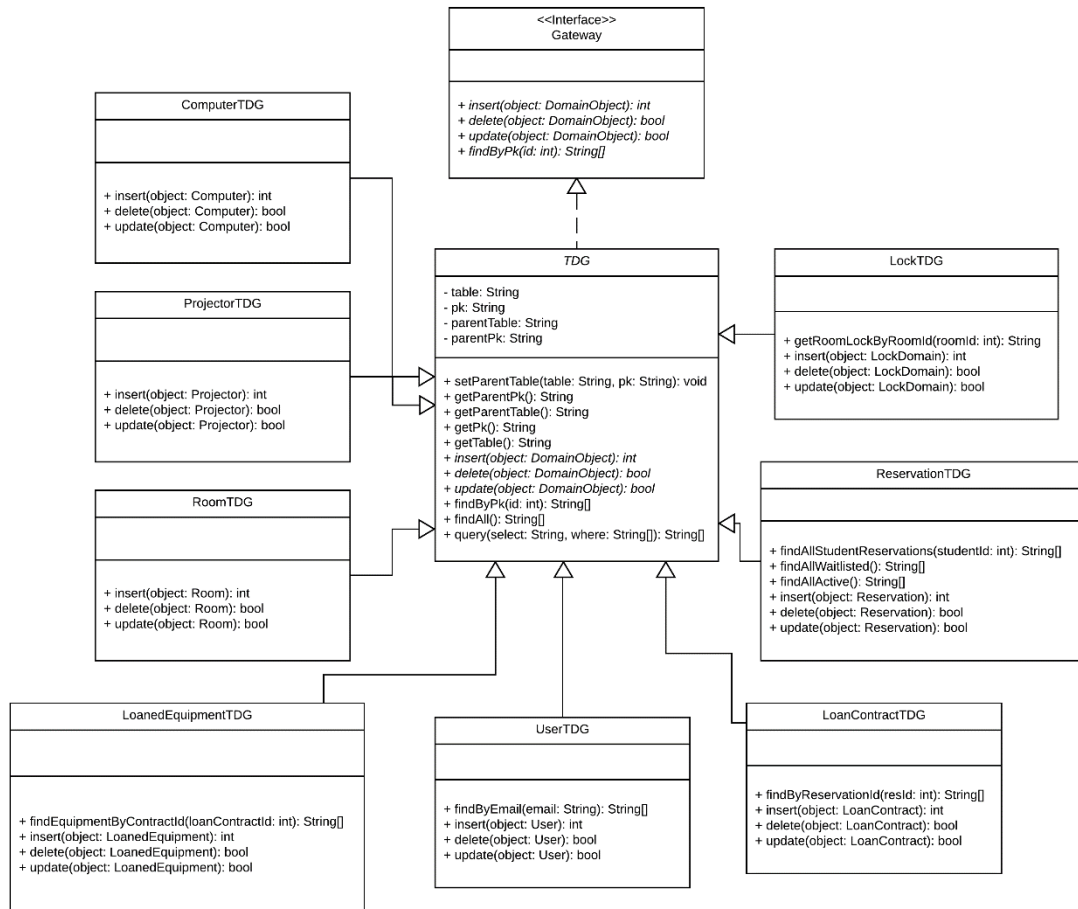 <<Interface>>
Gateway
+ insert(object: DomainObject): int
+ delete(object: DomainObject): bool
+ update(object: DomainObject): bool
+ findByPk(id: int): String[]
ComputerTDG
+ insert(object: Computer): int
+ delete(object: Computer): bool
+ update(object: Computer): bool
ProjectorTDG
+ insert(object: Projector): int
+ delete(object: Projector): bool
+ update(object: Projector): bool
RoomTDG
+ insert(object: Room): int
+ delete(object: Room): bool
+ update(object: Room): bool
TDG
- table: String
- pk: String
- parentTable: String
- parentPk: String
+ setParentTable(table: String, pk: String): void
+ getParentPk(): String
+ getParentTable(): String
+ getPk(): String
+ getTable(): String
+ insert(object: DomainObject): int
+ delete(object: DomainObject): bool
+ update(object: DomainObject): bool
+ findByPk(id: int): String[]
+ findAll(): String[]
+ query(select: String, where: String[]): String[]
LockTDG
+ getRoomLockByRoomId(roomId: int): String
+ insert(object: LockDomain): int
+ delete(object: LockDomain): bool
+ update(object: LockDomain): bool
ReservationTDG
+ findAllStudentReservations(studentId: int): String[]
+ findAllWaitlisted(): String[]
+ findAllActive(): String[]
+ insert(object: Reservation): int
+ delete(object: Reservation): bool
+ update(object: Reservation): bool
LoanedEquipmentTDG
+ findEquipmentByContractId(loanContractId: int): String[]
+ insert(object: LoanedEquipment): int
+ delete(object: LoanedEquipment): bool
+ update(object: LoanedEquipment): bool
UserTDG
+ findByEmail(email: String): String[]
+ insert(object: User): int
+ delete(object: User): bool
+ update(object: User): bool
LoanContractTDG
+ findByReservationId(resId: int): String[]
+ insert(object: LoanContract): int
+ delete(object: LoanContract): bool
+ update(object: LoanContract): bool